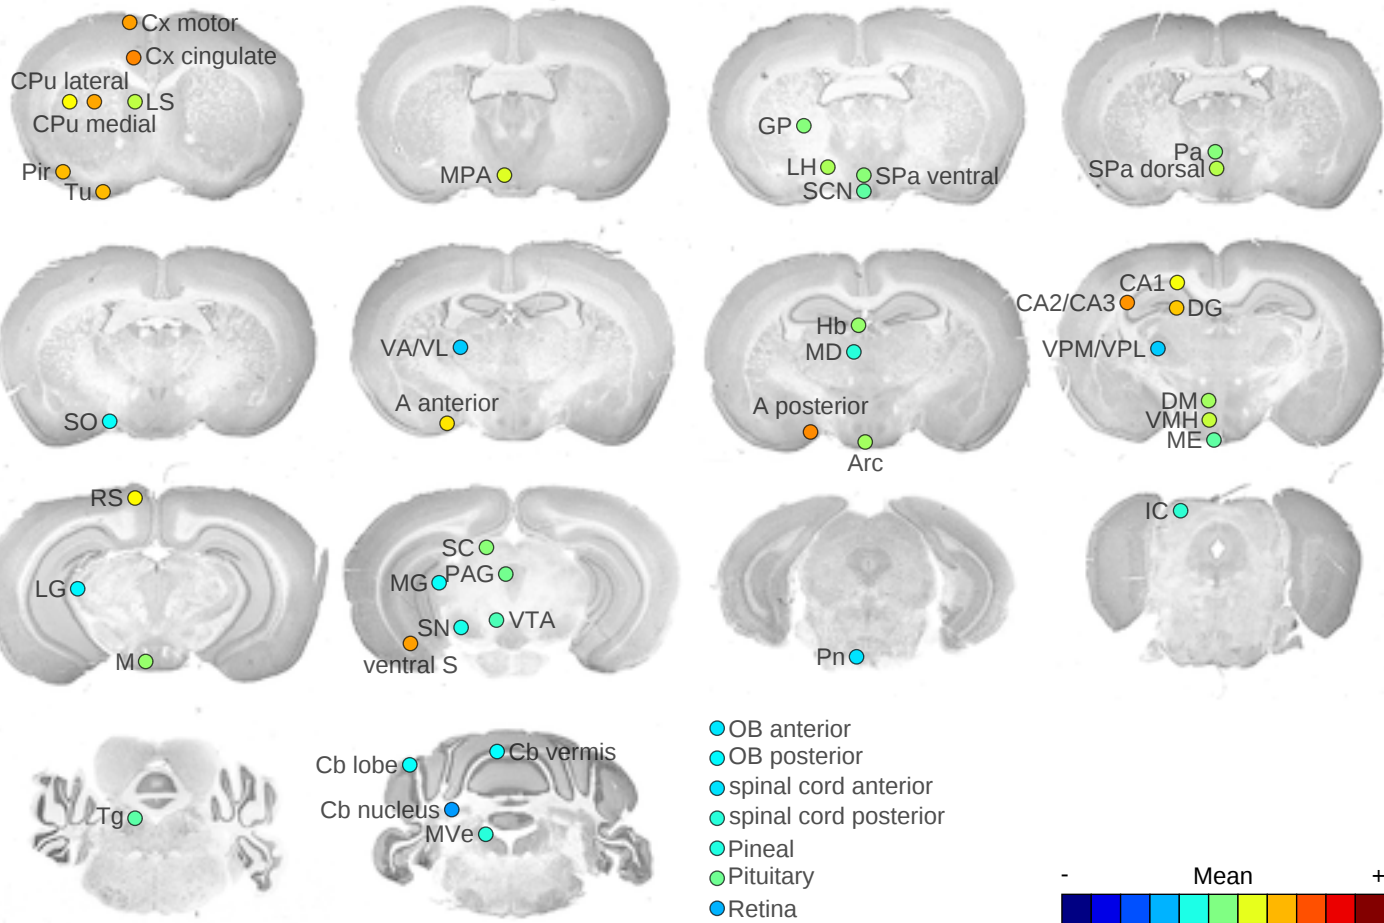 Cx motor
Cx cingulate
CPu lateral
LS
CPu medial
Pir
Tu
MPA
GP
LH
SPa ventral
SCN
Pa
SPa dorsal
SO
VA/VL
A anterior
Hb
MD
A posterior
Arc
CA1
CA2/CA3
DG
VPM/VPL
DM
VMH
ME
RS
LG
M
SC
MG
PAG
SN
VTA
ventral S
Pn
IC
Tg
Cb lobe
Cb vermis
Cb nucleus
MVe
OB anterior
OB posterior
spinal cord anterior
spinal cord posterior
Pineal
Pituitary
Retina
- Mean +